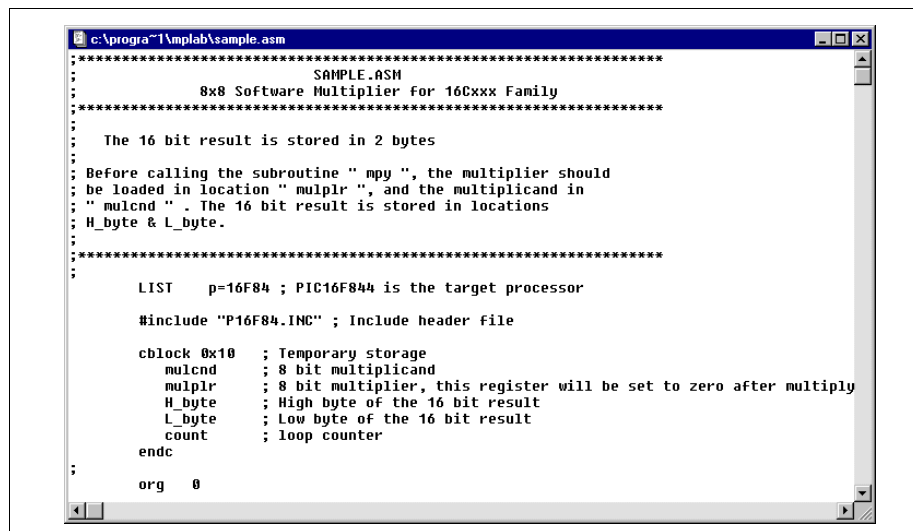 c:\progra~1\mplab\sample.asm
;*******************************************************************
; SAMPLE.ASM
; 8x8 Software Multiplier for 16Cxxx Family
;*******************************************************************
;
; The 16 bit result is stored in 2 bytes
;
; Before calling the subroutine " mpy ", the multiplier should
; be loaded in location " mulplr ", and the multiplicand in
; " mulcnd " . The 16 bit result is stored in locations
; H_byte & L_byte.
;
;*******************************************************************
;
LIST p=16F84 ; PIC16F844 is the target processor
#include "P16F84.INC" ; Include header file
cblock 0x10 ; Temporary storage
mulcnd ; 8 bit multiplicand
mulplr ; 8 bit multiplier, this register will be set to zero after multiply
H_byte ; High byte of the 16 bit result
L_byte ; Low byte of the 16 bit result
count ; loop counter
endc
;
org 0